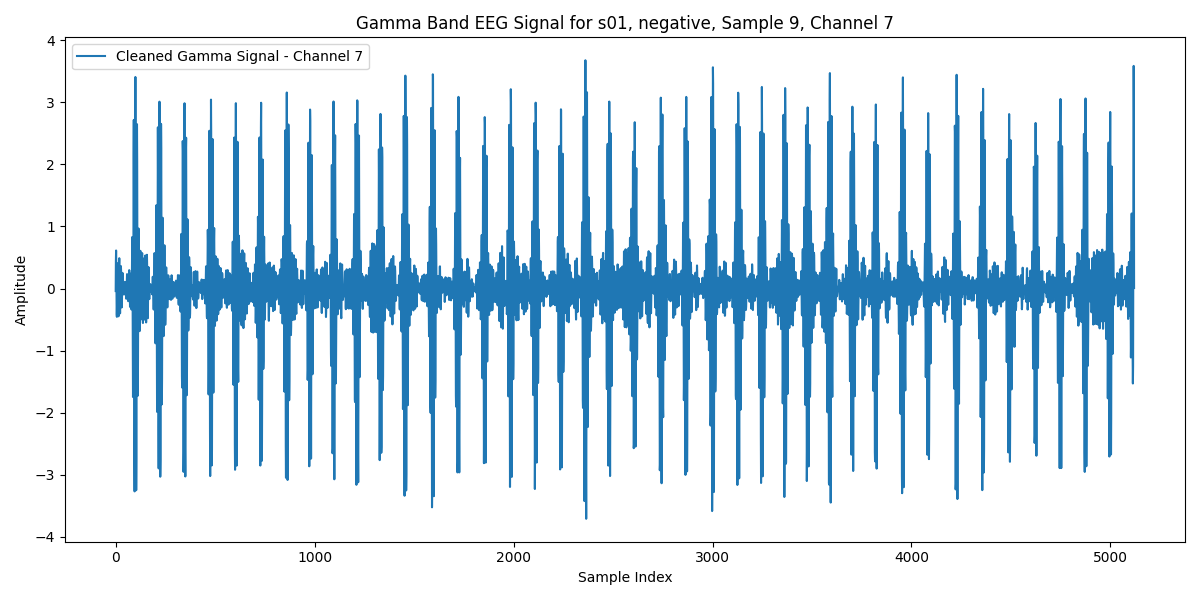 Gamma Band EEG Signal for s01, negative, Sample 9, Channel 7
Cleaned Gamma Signal - Channel 7
4
3
2
1
0
−1
−2
−3
−4
Amplitude
0 1000 2000 3000 4000 5000
Sample Index